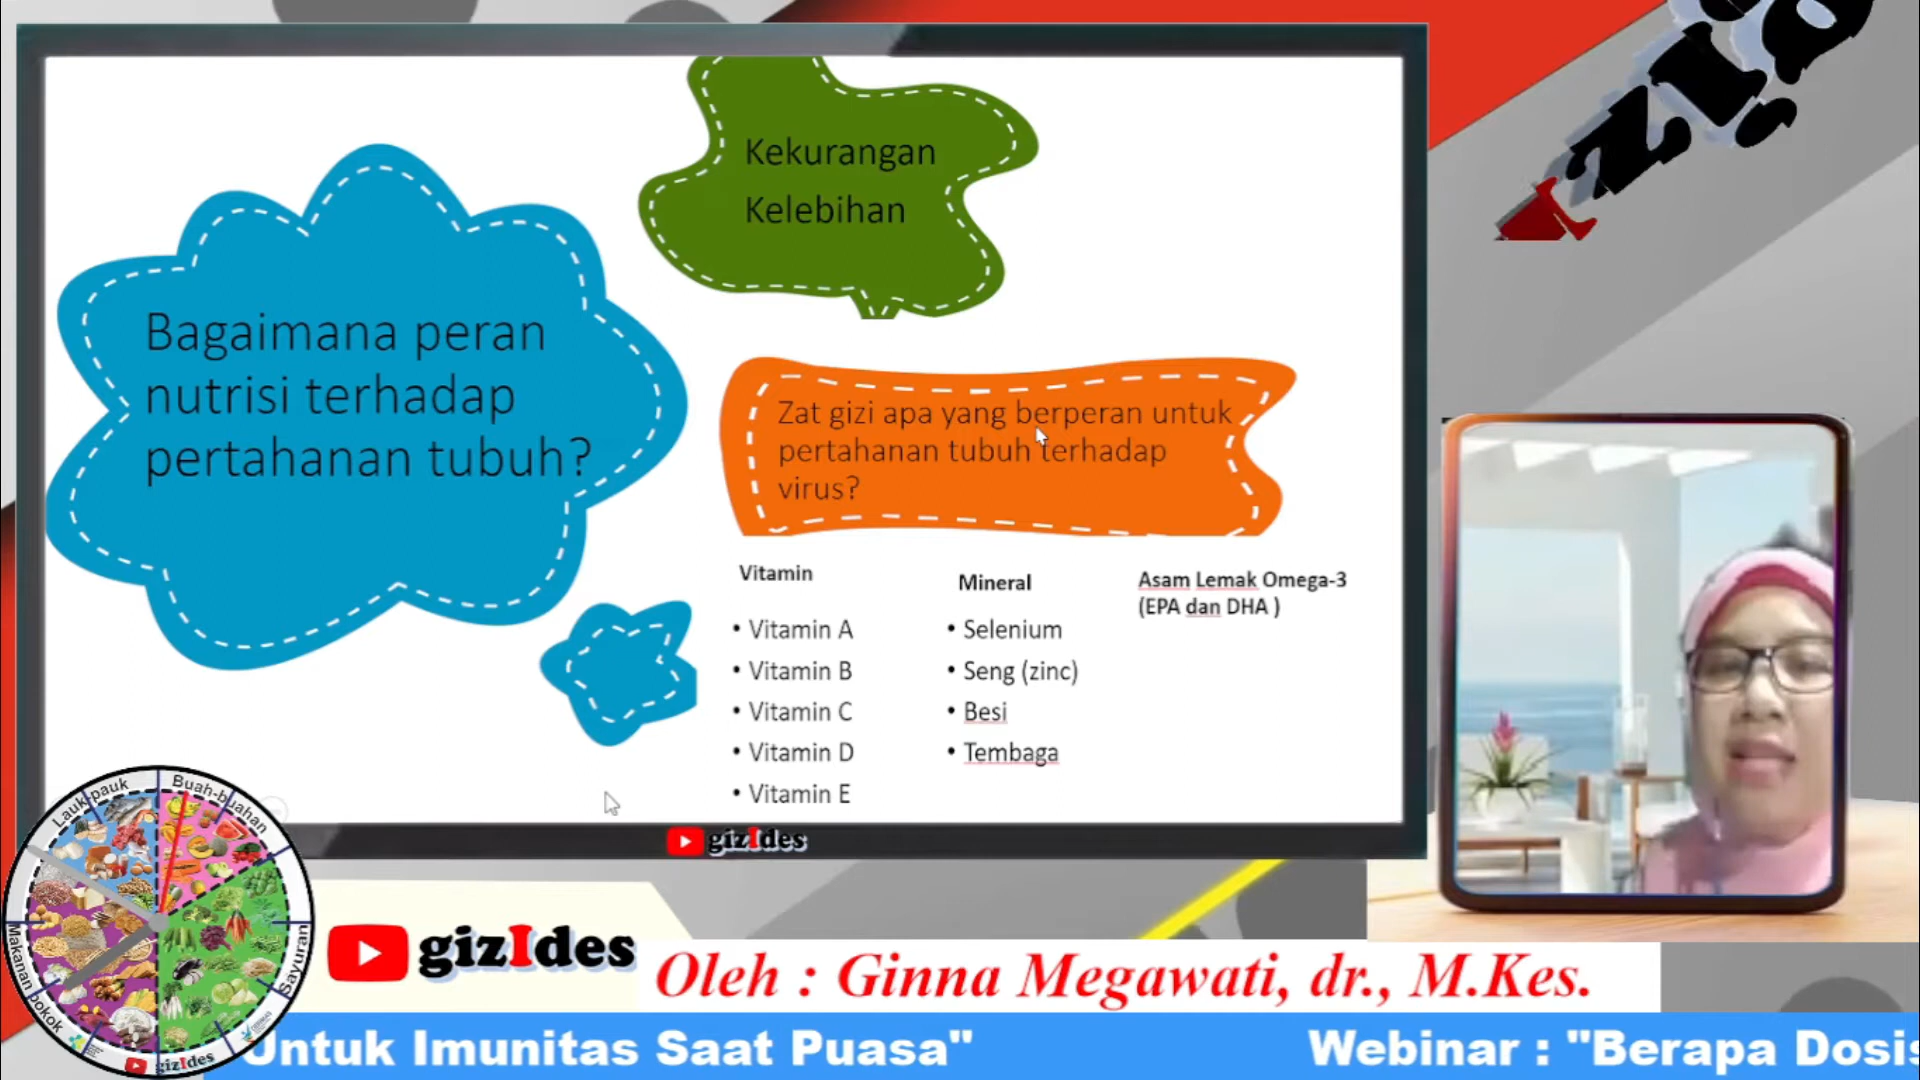 Kekurangan
Kelebihan
Bagaimana peran
nutrisi terhadap
pertahanan tubuh?
Zat gizi apa yang berperan untuk
pertahanan tubuh terhadap
virus?
Vitamin
• Vitamin A
• Vitamin B
• Vitamin C
• Vitamin D
• Vitamin E
Mineral
• Selenium
• Seng (zinc)
• Besi
• Tembaga
Asam Lemak Omega-3
(EPA dan DHA )
gizIdes
Lauk-pauk
Buah-buahan
Makanan pokok
Sayuran
gizIdes
gizIdes
Oleh : Ginna Megawati, dr., M.Kes.
Untuk Imunitas Saat Puasa" Webinar : "Berapa Dosis